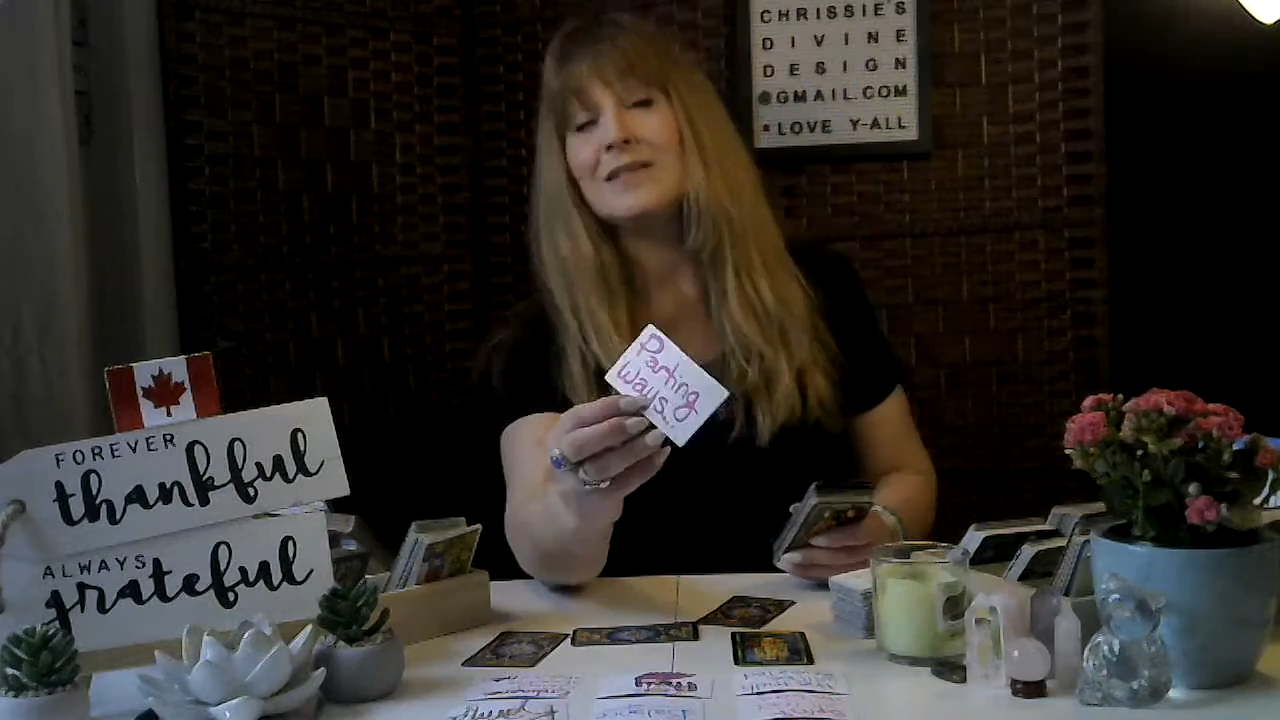 CHRISSIE'S
DIVINE
DESIGN
@GMAIL.COM
*LOVE Y-ALL
Parting
Ways...
FOREVER
thankful
ALWAYS
grateful